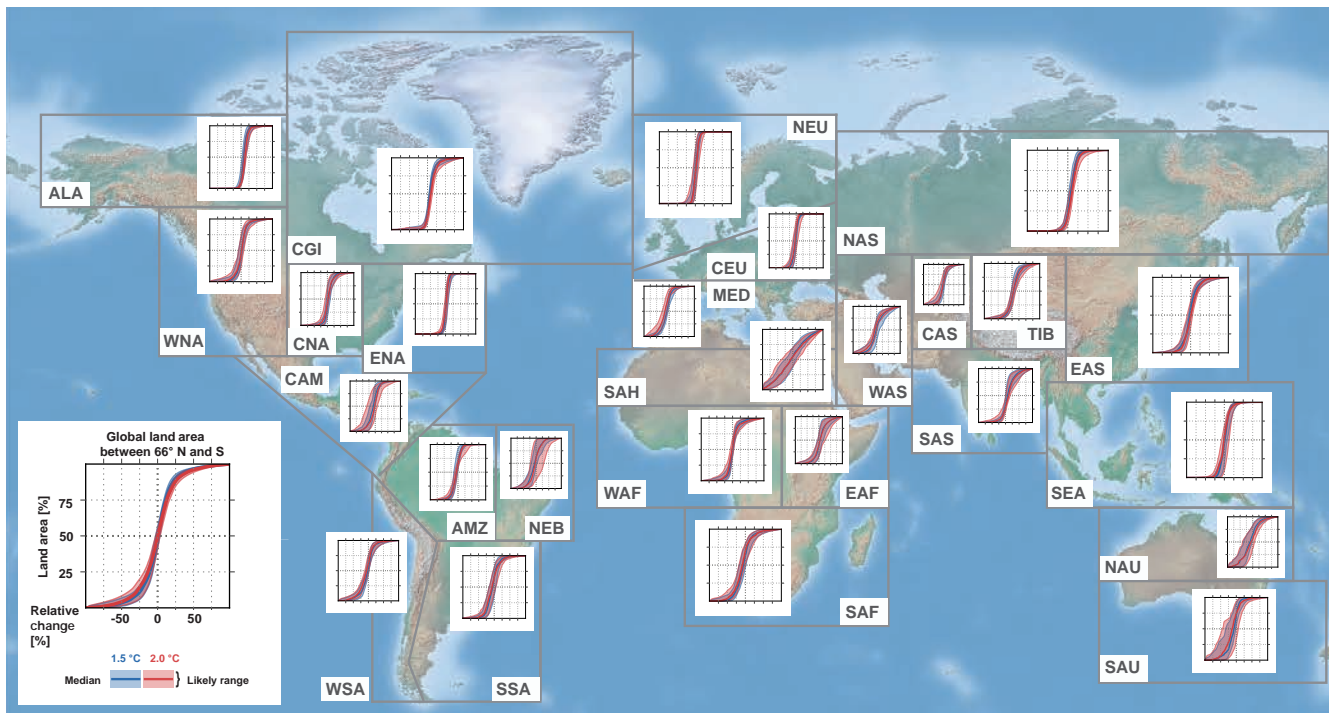 NEU
ALA
CGI
NAS
CEU
MED
WNA
CNA
ENA
CAS
TIB
CAM
SAH
WAS
EAS
SAS
WAF
EAF
SEA
AMZ
NEB
NAU
SAF
SAU
WSA
SSA
Global land area
between 66° N and S
Land area [%]
75
50
25
Relative
change
[%]
-50
0
50
1.5 °C
2.0 °C
Median
} Likely range